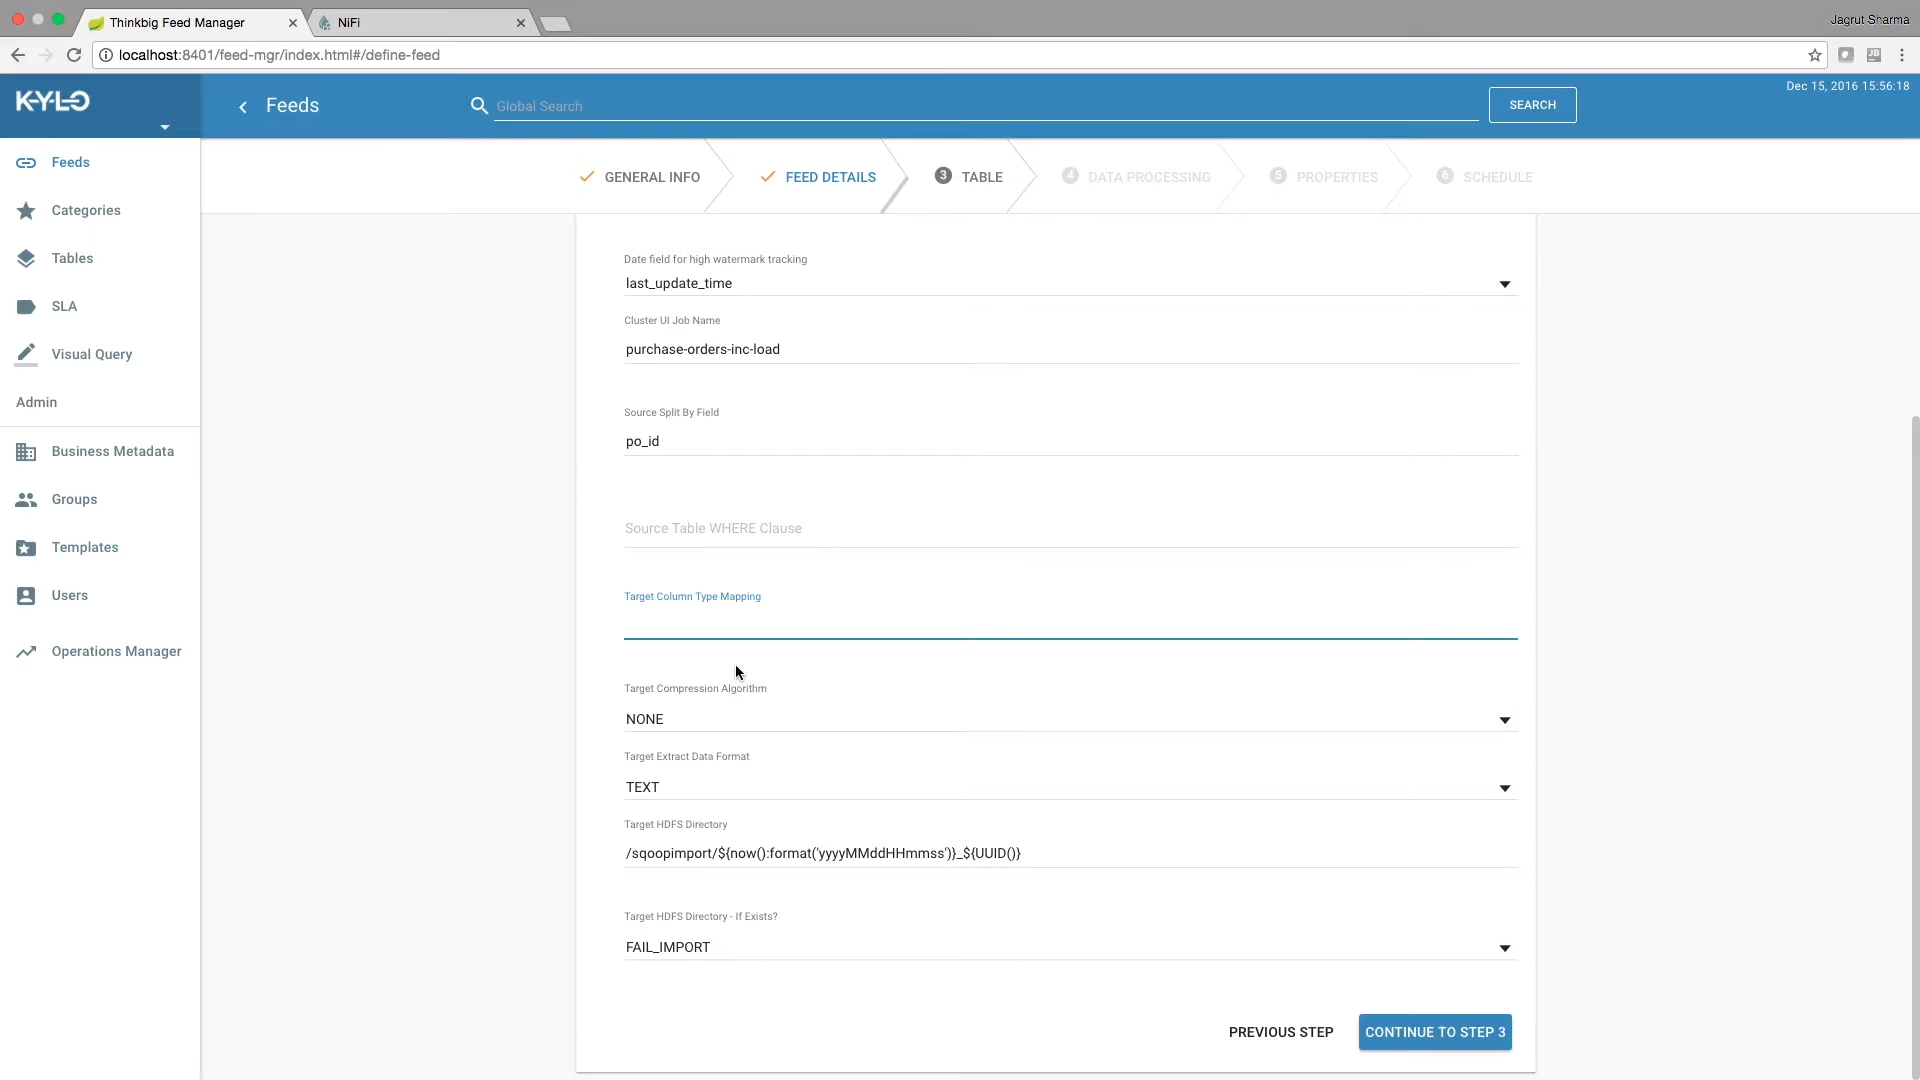 Thinkbig Feed Manager
NiFi
Jagrut Sharma
localhost:8401/feed-mgr/index.html#/define-feed
KYLO
Feeds
Global Search
SEARCH
Dec 15, 2016 15:56:18
GENERAL INFO
FEED DETAILS
3 TABLE
4 DATA PROCESSING
5 PROPERTIES
6 SCHEDULE
Feeds
Categories
Tables
SLA
Visual Query
Admin
Business Metadata
Groups
Templates
Users
Operations Manager
Date field for high watermark tracking
last_update_time
Cluster UI Job Name
purchase-orders-inc-load
Source Split By Field
po_id
Source Table WHERE Clause
Target Column Type Mapping
Target Compression Algorithm
NONE
Target Extract Data Format
TEXT
Target HDFS Directory
/sqoopimport/${now():format('yyyyMMddHHmmss')}_${UUID()}
Target HDFS Directory - If Exists?
FAIL_IMPORT
PREVIOUS STEP
CONTINUE TO STEP 3